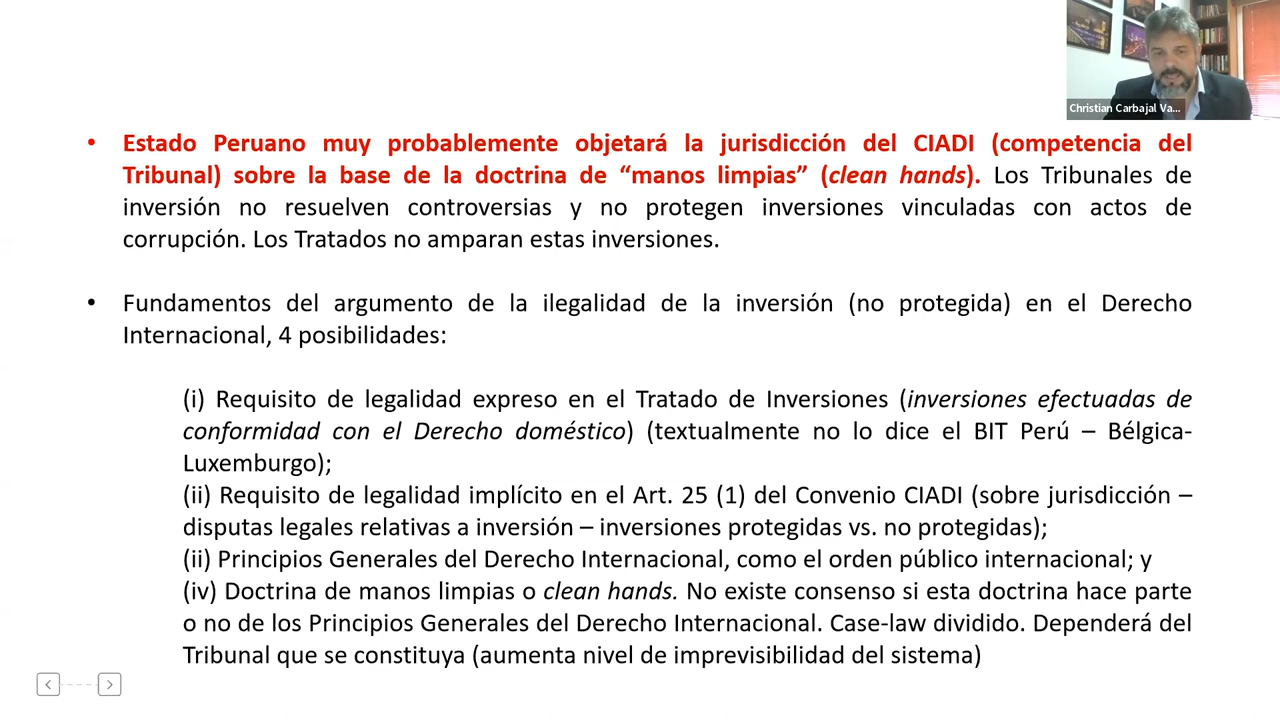 Christian Carbajal Va...
• Estado Peruano muy probablemente objetará la jurisdicción del CIADI (competencia del
Tribunal) sobre la base de la doctrina de “manos limpias” (clean hands). Los Tribunales de
inversión no resuelven controversias y no protegen inversiones vinculadas con actos de
corrupción. Los Tratados no amparan estas inversiones.
• Fundamentos del argumento de la ilegalidad de la inversión (no protegida) en el Derecho
Internacional, 4 posibilidades:
(i) Requisito de legalidad expreso en el Tratado de Inversiones (inversiones efectuadas de
conformidad con el Derecho doméstico) (textualmente no lo dice el BIT Perú – Bélgica-
Luxemburgo);
(ii) Requisito de legalidad implícito en el Art. 25 (1) del Convenio CIADI (sobre jurisdicción –
disputas legales relativas a inversión – inversiones protegidas vs. no protegidas);
(ii) Principios Generales del Derecho Internacional, como el orden público internacional; y
(iv) Doctrina de manos limpias o clean hands. No existe consenso si esta doctrina hace parte
o no de los Principios Generales del Derecho Internacional. Case-law dividido. Dependerá del
Tribunal que se constituya (aumenta nivel de imprevisibilidad del sistema)